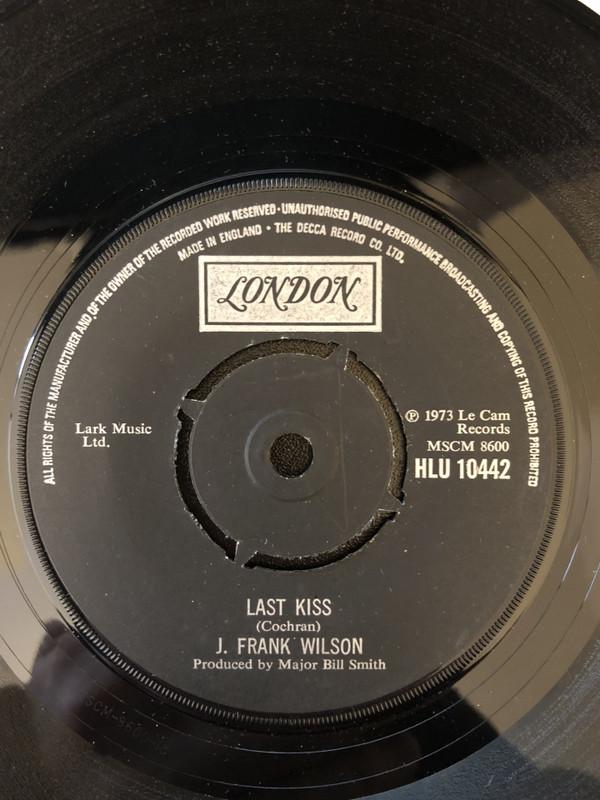 ALL RIGHTS OF THE MANUFACTURER AND OF THE OWNER OF THE RECORDED WORK RESERVED · UNAUTHORISED PUBLIC PERFORMANCE BROADCASTING AND COPYING OF THIS RECORD PROHIBITED
MADE IN ENGLAND • THE DECCA RECORD CO. LTD.
LONDON
Lark Music
Ltd.
℗ 1973 Le Cam
Records
MSCM 8600
HLU 10442
LAST KISS
(Cochran)
J. FRANK WILSON
Produced by Major Bill Smith